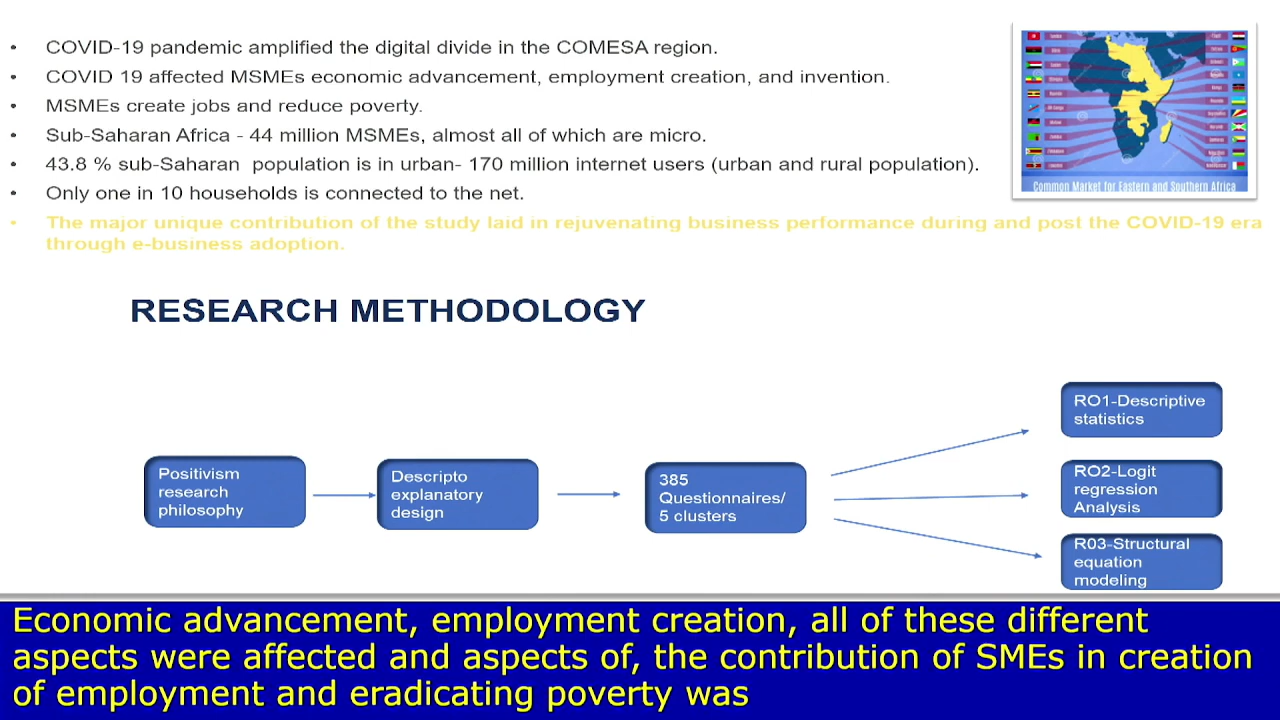 • COVID-19 pandemic amplified the digital divide in the COMESA region.
• COVID 19 affected MSMEs economic advancement, employment creation, and invention.
• MSMEs create jobs and reduce poverty.
• Sub-Saharan Africa - 44 million MSMEs, almost all of which are micro.
• 43.8 % sub-Saharan populations is in urban- 170 million internet users (urban and rural population).
• Only one in 10 households is connected to the net.
• The major unique contribution of the study laid in rejuvenating business performance during and post the COVID-19 era
through e-business adoption.
Common Market for Eastern and Southern Africa
RESEARCH METHODOLOGY
Positivism
research
philosophy
Descripto
explanatory
design
385
Questionnaires/
5 clusters
RO1-Descriptive
statistics
RO2-Logit
regression
Analysis
R03-Structural
equation
modeling
Economic advancement, employment creation, all of these different
aspects were affected and aspects of, the contribution of SMEs in creation
of employment and eradicating poverty was